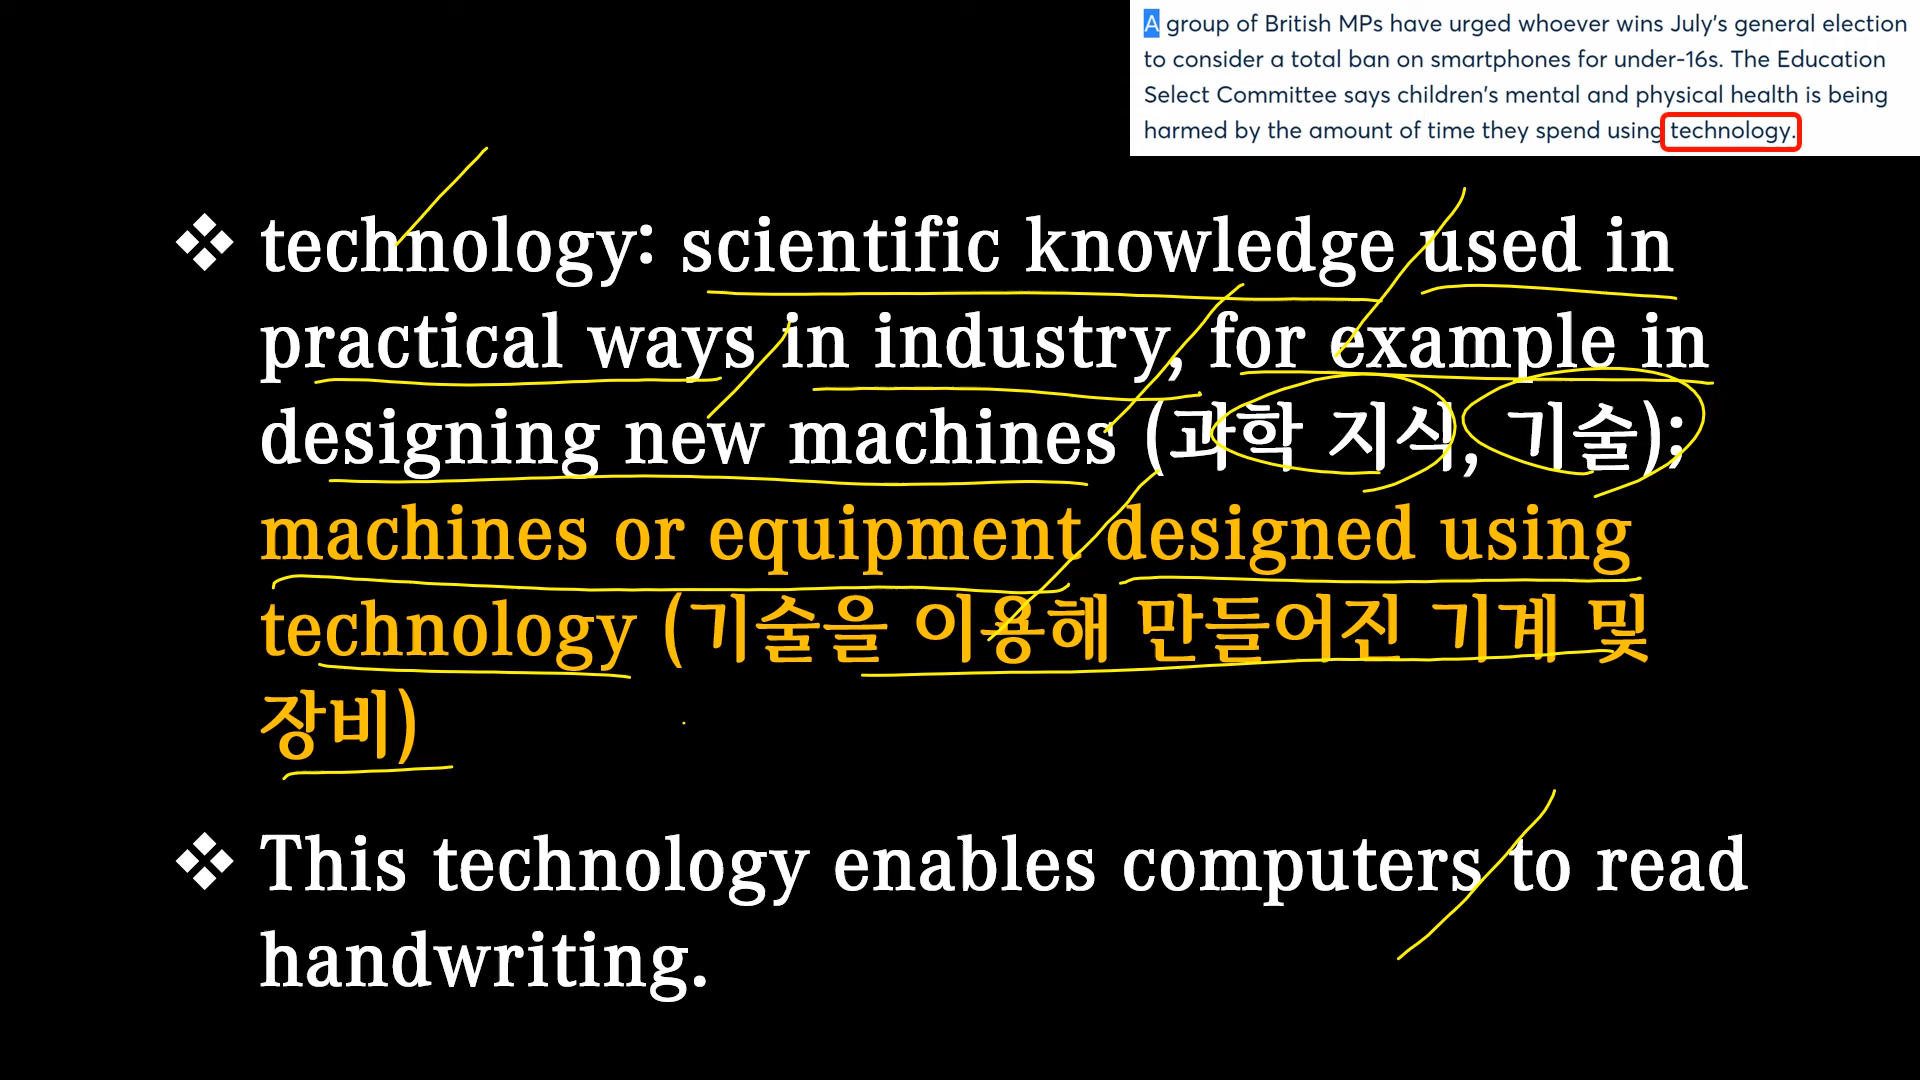 A group of British MPs have urged whoever wins July's general election
to consider a total ban on smartphones for under-16s. The Education
Select Committee says children's mental and physical health is being
harmed by the amount of time they spend using technology.
❖ technology: scientific knowledge used in
practical ways in industry, for example in
designing new machines (과학 지식, 기술);
machines or equipment designed using
technology (기술을 이용해 만들어진 기계 및
장비)
❖ This technology enables computers to read
handwriting.